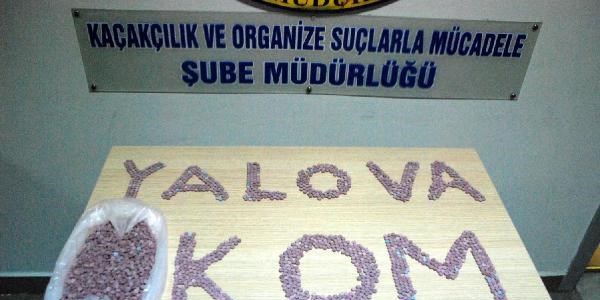 KAÇAKÇILIK VE ORGANİZE SUÇLARLA MÜCADELE
ŞUBE MÜDÜRLÜĞÜ
YALOVA
KOM